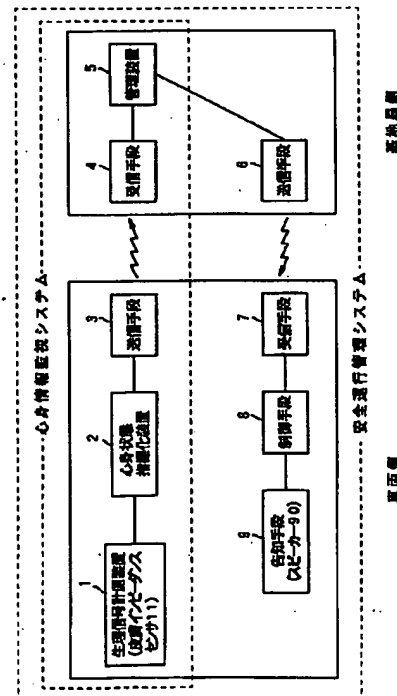 心身情報監視システム
1
生理信号計測装置
(皮膚インピーダンス
センサ11)
2
心身状態
指標化装置
3
送信手段
4
受信手段
5
管理装置
6
送信手段
7
受信手段
8
制御手段
9
告知手段
(スピーカー90)
安全運行管理システム
車両側
基地局側